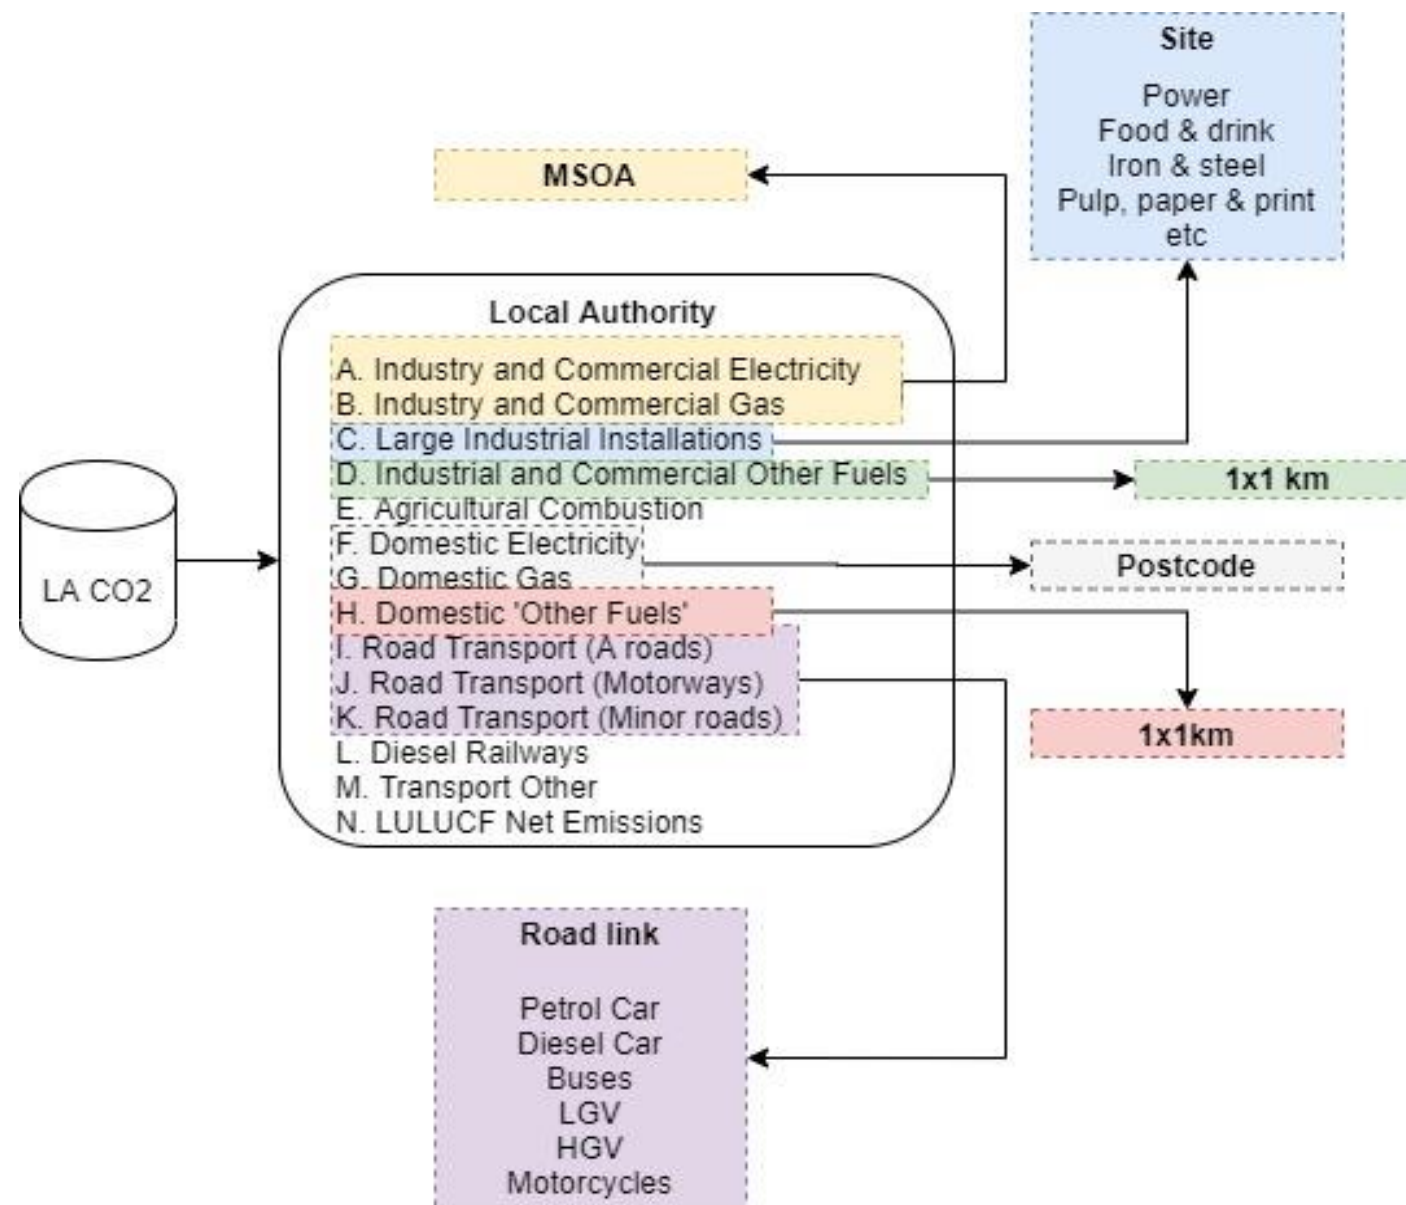 Site
Power
Food & drink
Iron & steel
Pulp, paper & print
etc
MSOA
Local Authority
A. Industry and Commercial Electricity
B. Industry and Commercial Gas
C. Large Industrial Installations
D. Industrial and Commercial Other Fuels
E. Agricultural Combustion
F. Domestic Electricity
G. Domestic Gas
H. Domestic 'Other Fuels'
I. Road Transport (A roads)
J. Road Transport (Motorways)
K. Road Transport (Minor roads)
L. Diesel Railways
M. Transport Other
N. LULUCF Net Emissions
LA CO2
1x1 km
Postcode
1x1km
Road link
Petrol Car
Diesel Car
Buses
LGV
HGV
Motorcycles